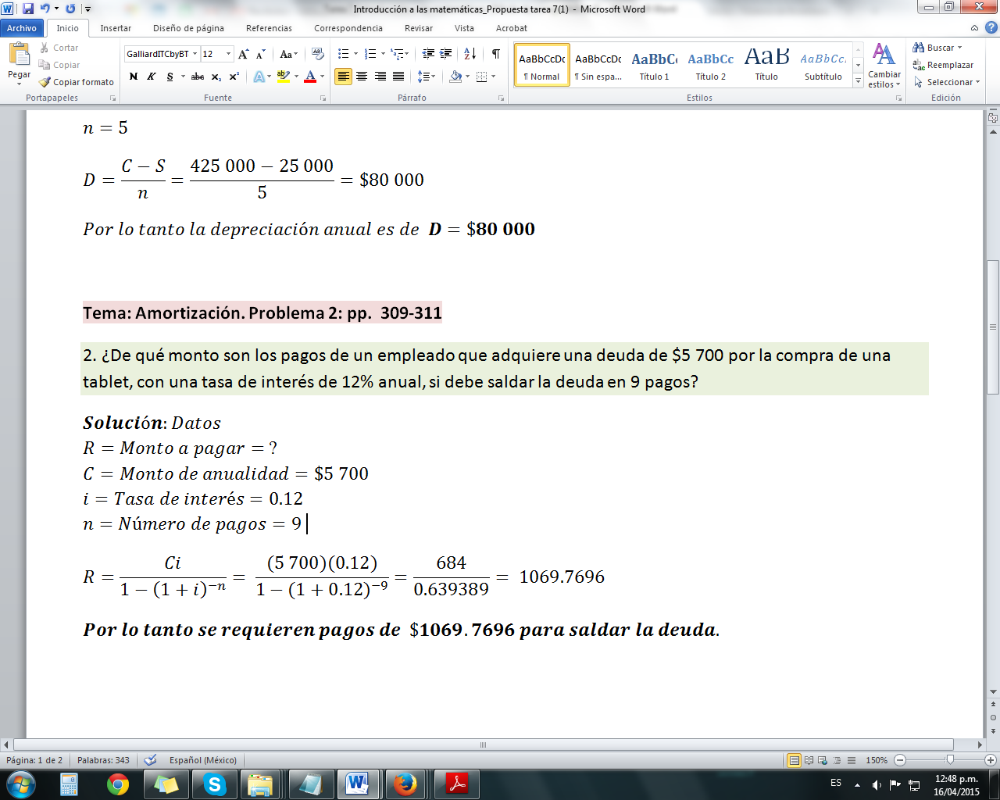 Introducción a las matemáticas_Propuesta tarea 7(1) - Microsoft Word
Archivo Inicio Insertar Diseño de página Referencias Correspondencia Revisar Vista Acrobat
Pegar
Cortar
Copiar
Copiar formato
Portapapeles
GalliardITCbyBT 12
N K S abc x₂ x²
Fuente
Párrafo
AaBbCcDc AaBbCcDc AaBbCc AaBbCc AaB AaBbCc.
¶ Normal ¶ Sin espa... Título 1 Título 2 Título Subtítulo
Cambiar estilos
Estilos
Buscar
Reemplazar
Seleccionar
Edición
n = 5
D = (C − S)/n = (425 000 − 25 000)/5 = $80 000
Por lo tanto la depreciación anual es de D = $80 000
Tema: Amortización. Problema 2: pp. 309-311
2. ¿De qué monto son los pagos de un empleado que adquiere una deuda de $5 700 por la compra de una
tablet, con una tasa de interés de 12% anual, si debe saldar la deuda en 9 pagos?
Solución: Datos
R = Monto a pagar = ?
C = Monto de anualidad = $5 700
i = Tasa de interés = 0.12
n = Número de pagos = 9
R = Ci/(1 − (1 + i)⁻ⁿ) = (5 700)(0.12)/(1 − (1 + 0.12)⁻⁹) = 684/0.639389 = 1069.7696
Por lo tanto se requieren pagos de $1069.7696 para saldar la deuda.
Página: 1 de 2 Palabras: 343 Español (México) 150%
ES 12:48 p.m.
16/04/2015